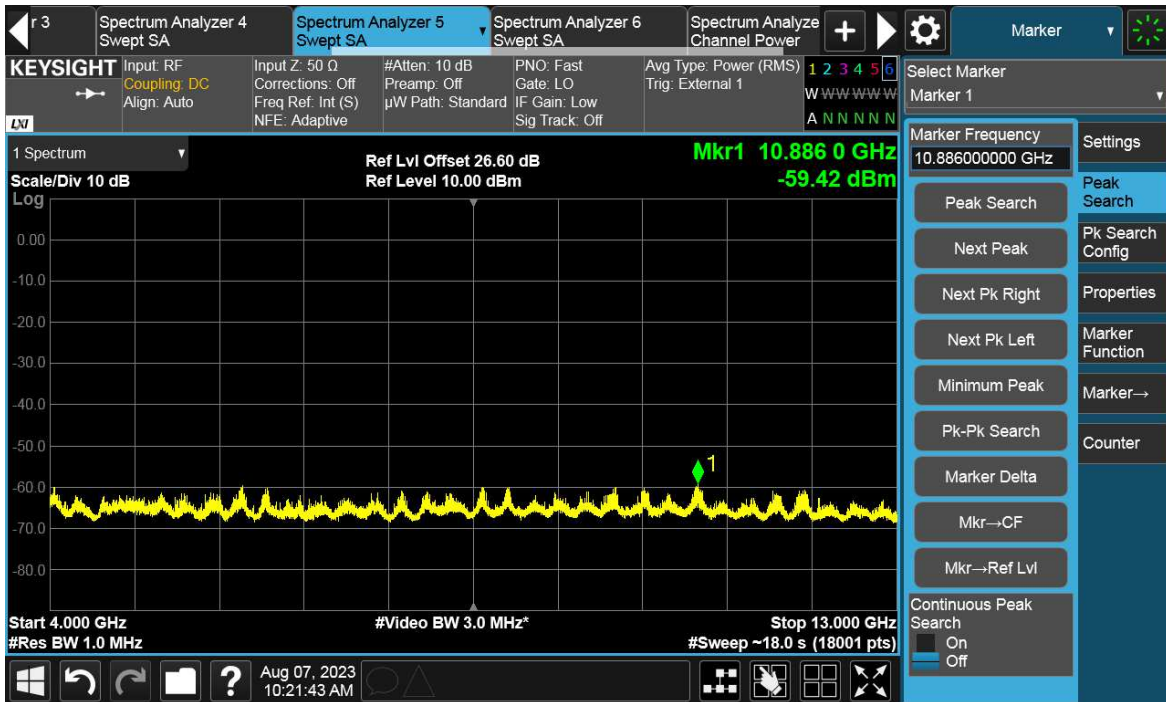 r 3
Spectrum Analyzer 4
Swept SA
Spectrum Analyzer 5
Swept SA
Spectrum Analyzer 6
Swept SA
Spectrum Analyze
Channel Power
+
Marker
KEYSIGHT
LXI
Input: RF
Coupling: DC
Align: Auto
Input Z: 50 Ω
Corrections: Off
Freq Ref: Int (S)
NFE: Adaptive
#Atten: 10 dB
Preamp: Off
µW Path: Standard
PNO: Fast
Gate: LO
IF Gain: Low
Sig Track: Off
Avg Type: Power (RMS)
Trig: External 1
1 2 3 4 5 6
W W W W W W
A N N N N N
Select Marker
Marker 1
1 Spectrum
Scale/Div 10 dB
Log
Ref Lvl Offset 26.60 dB
Ref Level 10.00 dBm
Mkr1 10.886 0 GHz
-59.42 dBm
0.00
-10.0
-20.0
-30.0
-40.0
-50.0
-60.0
-70.0
-80.0
1
Start 4.000 GHz
#Res BW 1.0 MHz
#Video BW 3.0 MHz*
Stop 13.000 GHz
#Sweep ~18.0 s (18001 pts)
Marker Frequency
10.886000000 GHz
Peak Search
Next Peak
Next Pk Right
Next Pk Left
Minimum Peak
Pk-Pk Search
Marker Delta
Mkr→CF
Mkr→Ref Lvl
Continuous Peak
Search
On
Off
Settings
Peak
Search
Pk Search
Config
Properties
Marker
Function
Marker→
Counter
?
Aug 07, 2023
10:21:43 AM